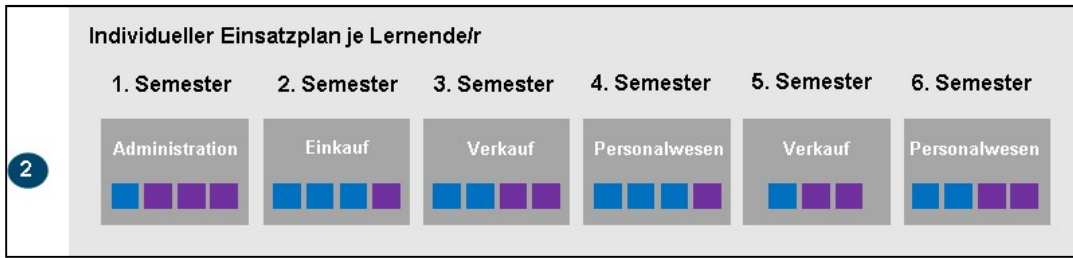 Individueller Einsatzplan je Lernende/r
1. Semester 2. Semester 3. Semester 4. Semester 5. Semester 6. Semester
Administration Einkauf Verkauf Personalwesen Verkauf Personalwesen
2